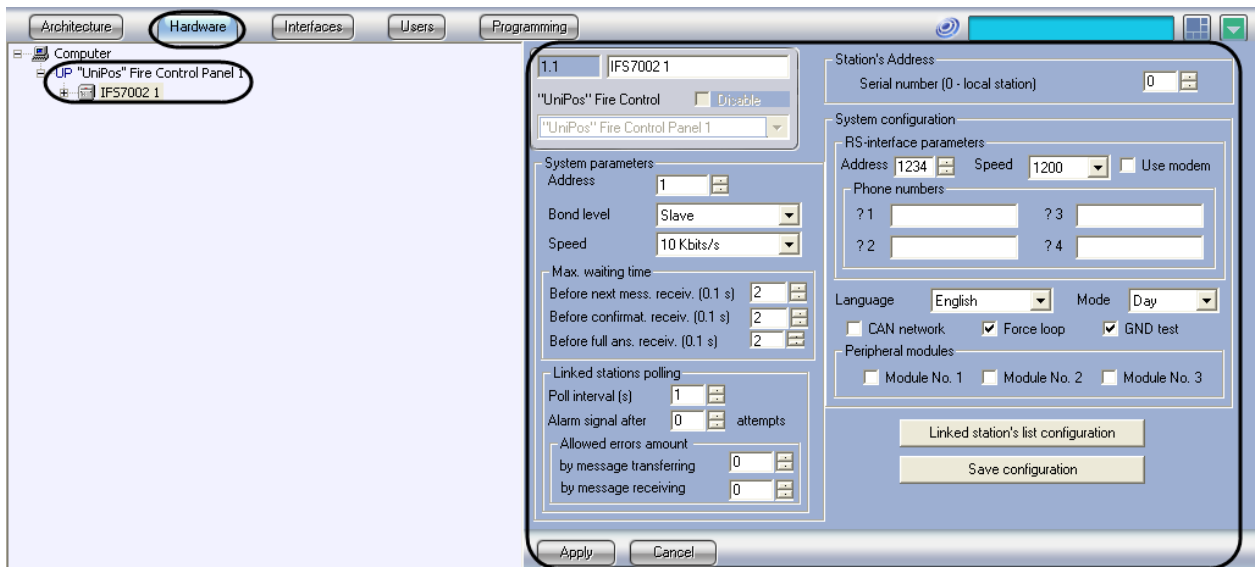 Architecture Hardware Interfaces Users Programming
Computer
UP "UniPos" Fire Control Panel 1
IFS7002 1
1.1 IFS7002 1
"UniPos" Fire Control Disable
"UniPos" Fire Control Panel 1
System parameters
Address 1
Bond level Slave
Speed 10 Kbits/s
Max. waiting time
Before next mess. receiv. (0.1 s) 2
Before confirmat. receiv. (0.1 s) 2
Before full ans. receiv. (0.1 s) 2
Linked stations polling
Poll interval (s) 1
Alarm signal after 0 attempts
Allowed errors amount
by message transferring 0
by message receiving 0
Station's Address
Serial number (0 - local station) 0
System configuration
RS-interface parameters
Address 1234 Speed 1200 Use modem
Phone numbers
? 1 ? 3
? 2 ? 4
Language English Mode Day
CAN network Force loop GND test
Peripheral modules
Module No. 1 Module No. 2 Module No. 3
Linked station's list configuration
Save configuration
Apply Cancel